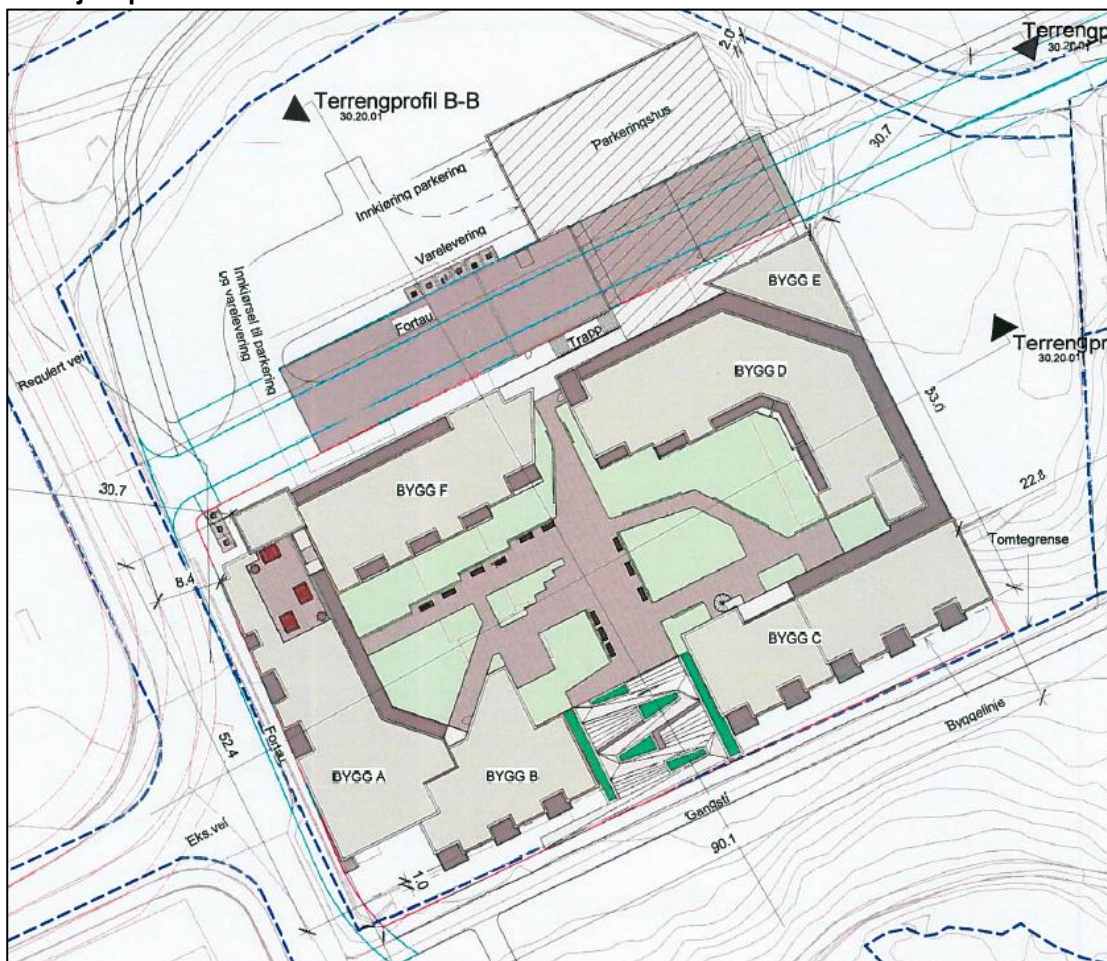 Terrengp
30.20.01
2.0
Terrengprofil B-B
30.20.01
Parkeringshus
30.7
Innkjøring parkering
Varelevering
Innkjørsel til parkering
og varelevering
Fortau
Trapp
BYGG E
Regulert vei
Terrengpr
30.20.01
BYGG D
53.0
30.7
BYGG F
22.8
Tomtegrense
8.4
BYGG C
Fortau
52.4
BYGG A
BYGG B
Byggelinje
Gangsti
Eks.vei
90.1
1.0